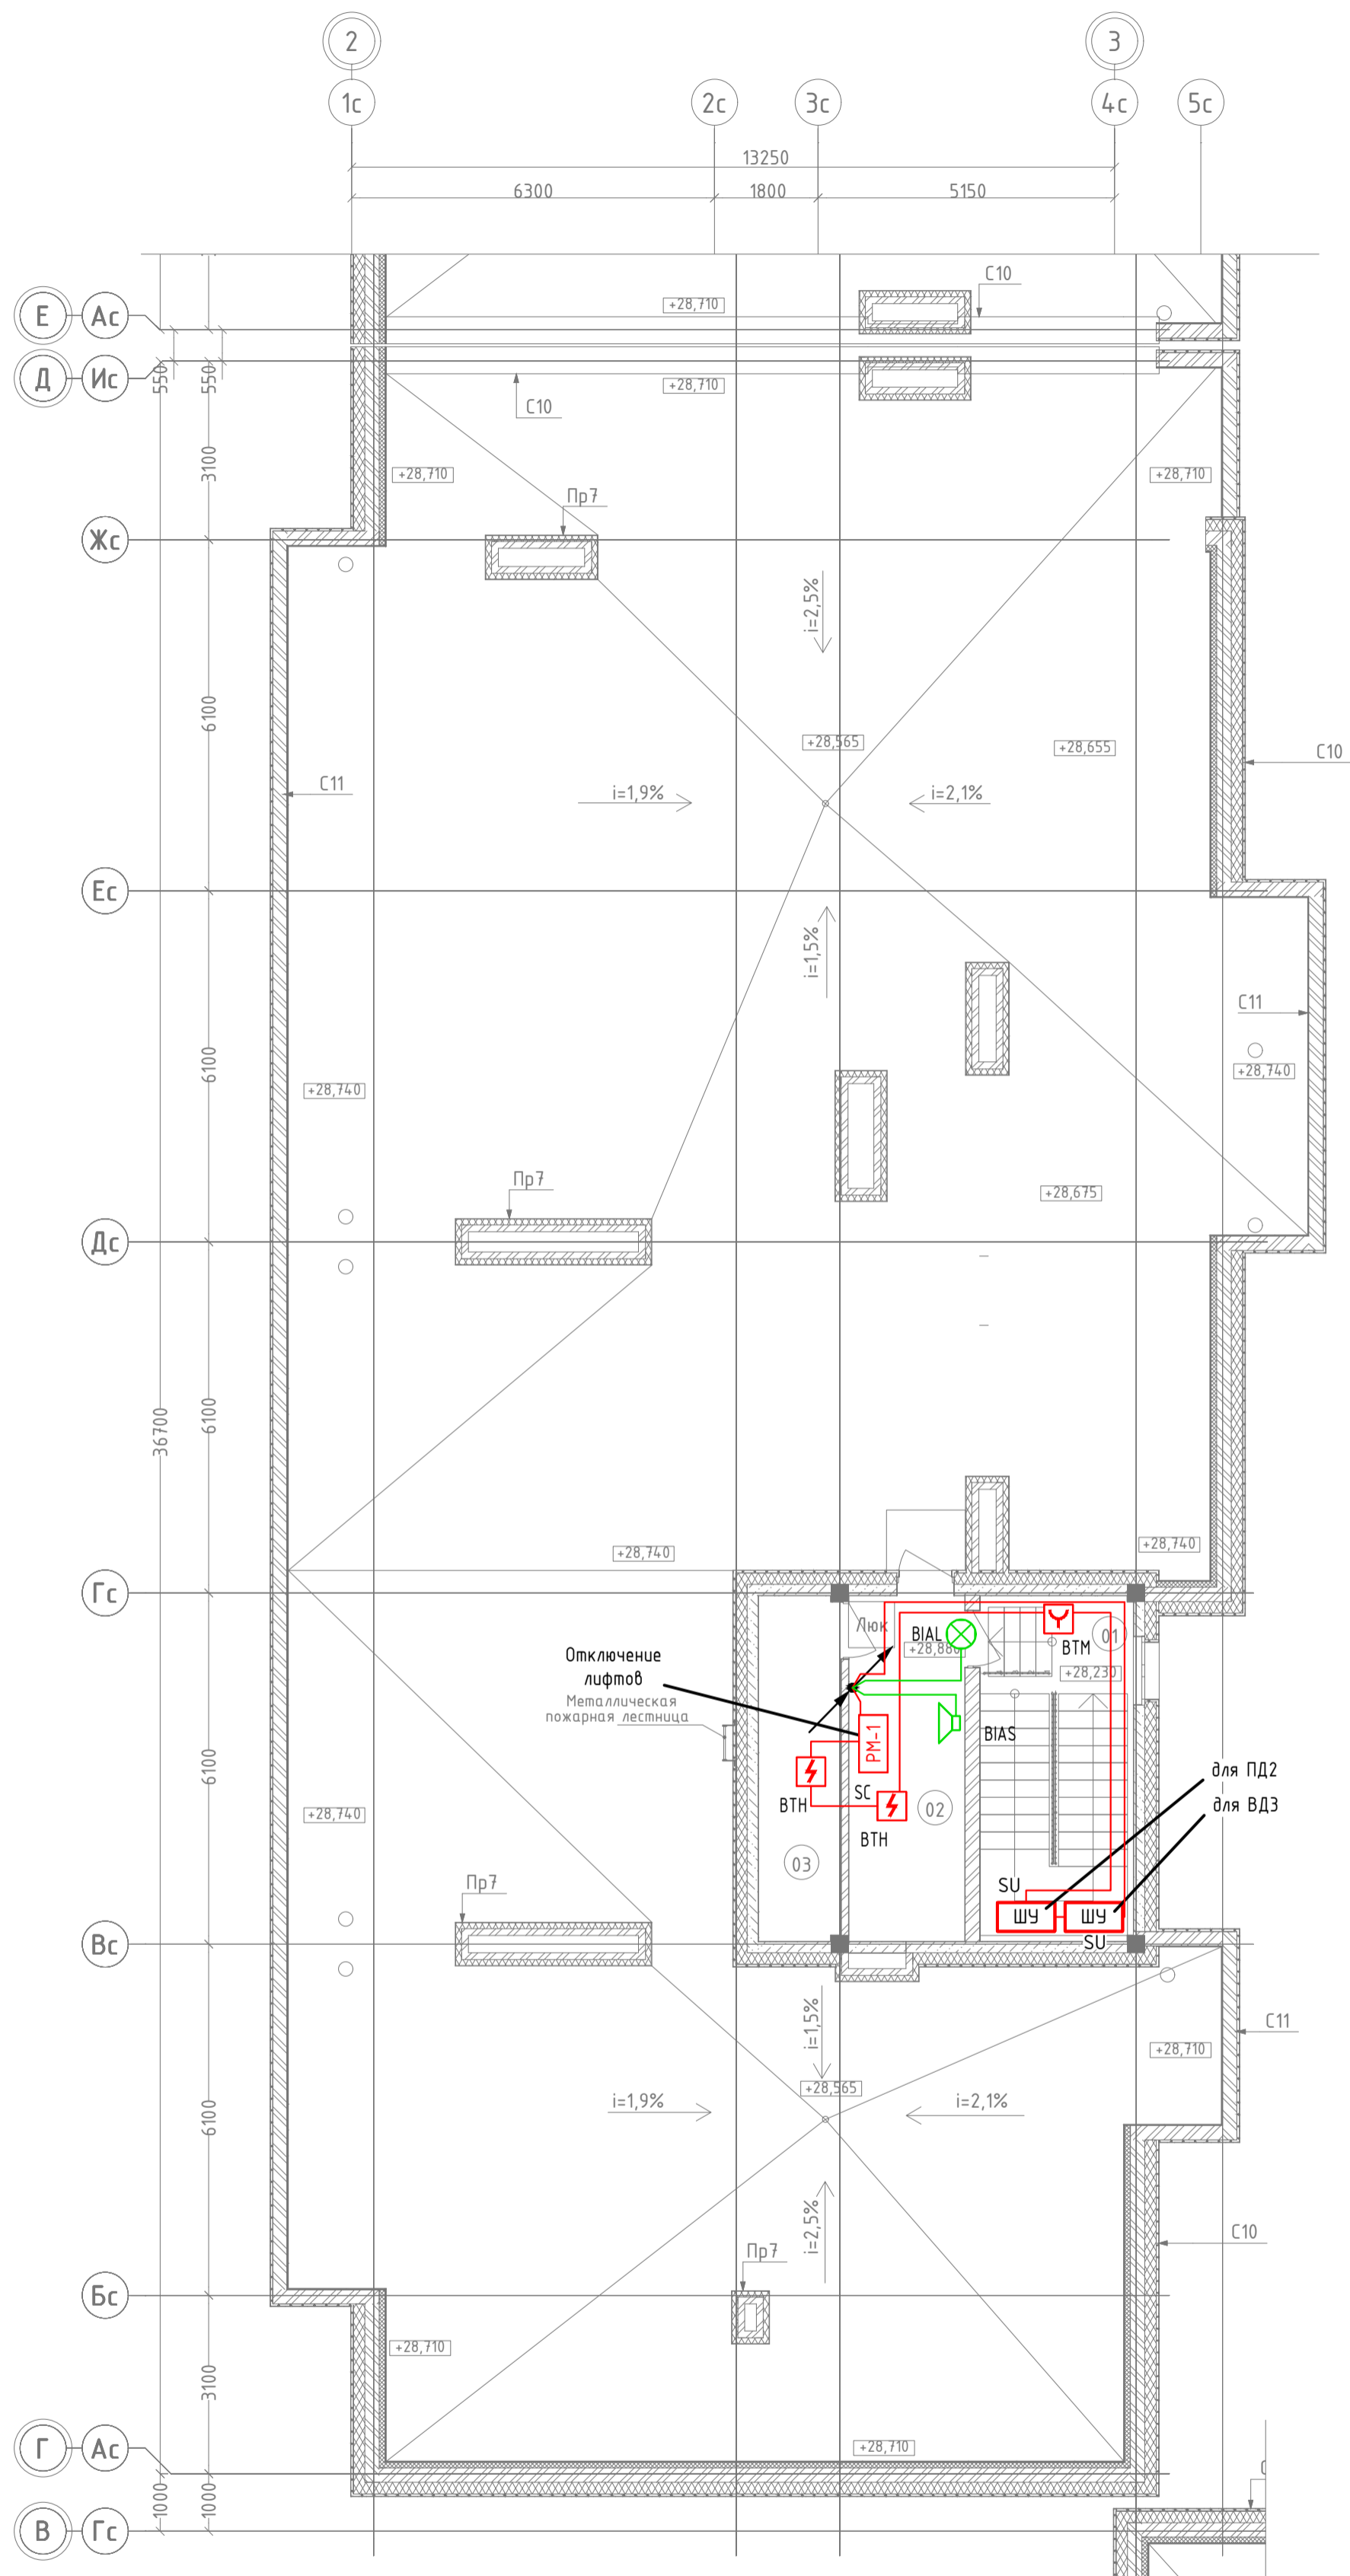 2
3
1с
2с
3с
4с
5с
13250
6300
1800
5150
С10
+28,710
Е
Ас
Д
Ис
550
550
+28,710
С10
3100
+28,710
+28,710
Пр7
Жс
i=2,5%
6100
+28,565
+28,655
С10
С11
i=1,9%
i=2,1%
Ес
i=1,5%
С11
6100
+28,740
+28,740
Пр7
+28,675
Дс
6100
36700
+28,740
+28,740
Гс
Люк
BIAL
01
BTM
+28,230
Отключение
лифтов
Металлическая
пожарная лестница
РМ-1
BIAS
6100
для ПД2
SC
BTH
02
для ВД3
+28,740
BTH
03
Пр7
SU
ШУ
ШУ
Вс
SU
i=1,5%
С11
+28,710
+28,565
i=1,9%
i=2,1%
6100
i=2,5%
С10
Пр7
Бс
+28,710
3100
Г
Ас
+28,710
1000
1000
В
Гс